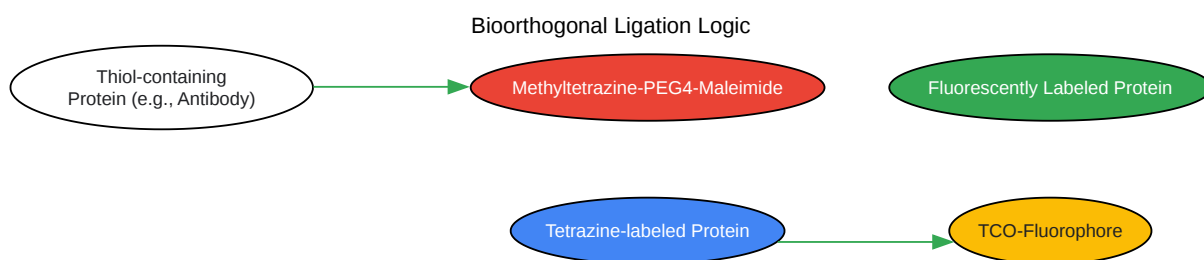 Bioorthogonal Ligation Logic
Thiol-containing
Protein (e.g., Antibody)
Methyltetrazine-PEG4-Maleimide
Fluorescently Labeled Protein
Tetrazine-labeled Protein
TCO-Fluorophore